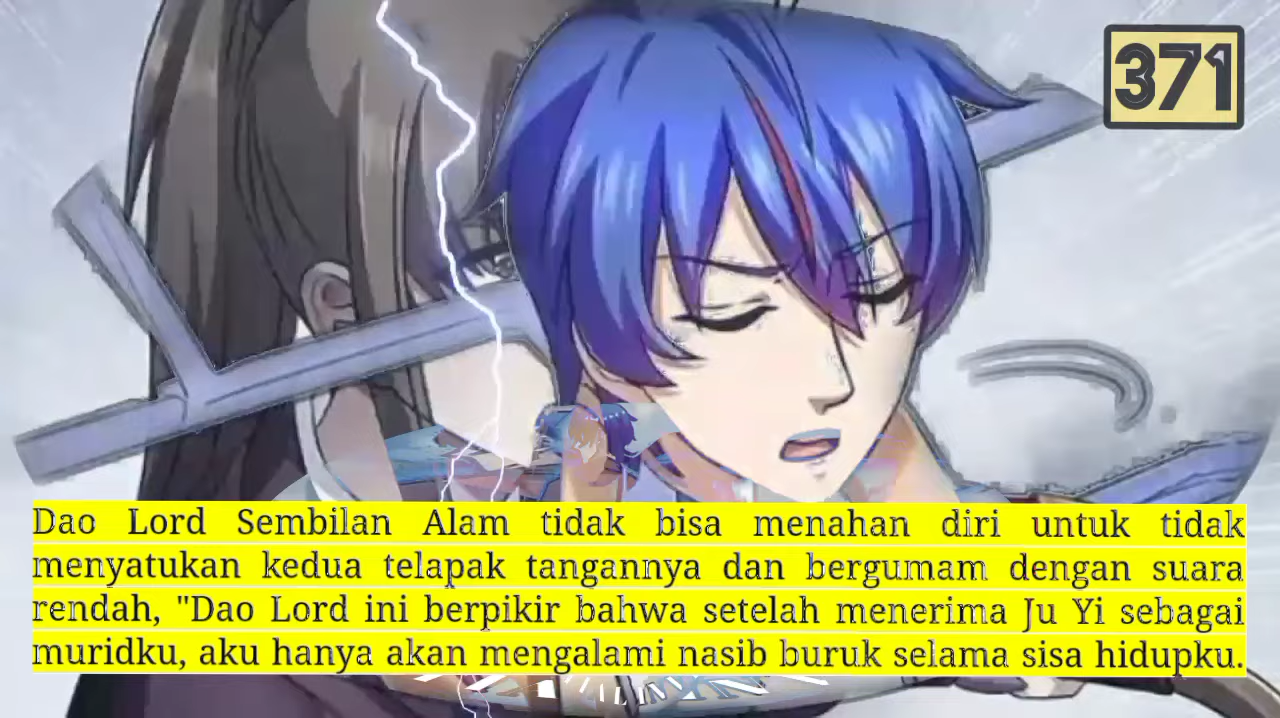 371
Dao Lord Sembilan Alam tidak bisa menahan diri untuk tidak
menyatukan kedua telapak tangannya dan bergumam dengan suara
rendah, "Dao Lord ini berpikir bahwa setelah menerima Ju Yi sebagai
muridku, aku hanya akan mengalami nasib buruk selama sisa hidupku.